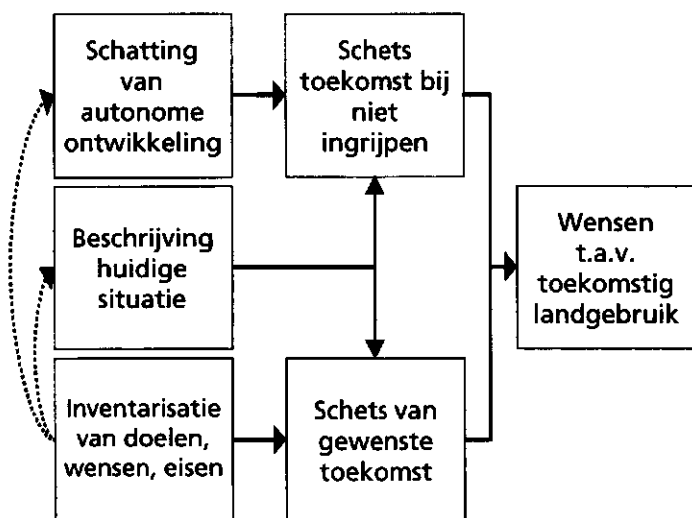 Schatting
van
autonome
ontwikkeling
Schets
toekomst bij
niet
ingrijpen
Beschrijving
huidige
situatie
Wensen
t.a.v.
toekomstig
landgebruik
Inventarisatie
van doelen,
wensen, eisen
Schets van
gewenste
toekomst